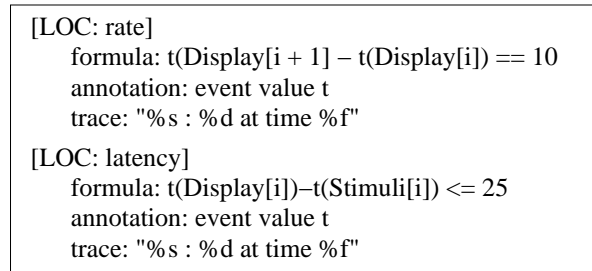 [LOC: rate]
formula: t(Display[i + 1] – t(Display[i]) == 10
annotation: event value t
trace: "%s : %d at time %f"
[LOC: latency]
formula: t(Display[i])–t(Stimuli[i]) <= 25
annotation: event value t
trace: "%s : %d at time %f"